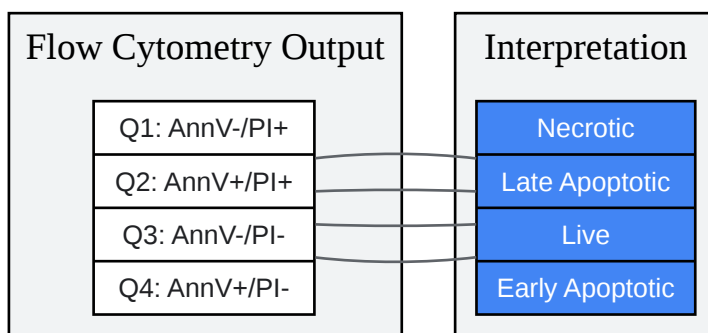 Flow Cytometry Output
Q1: AnnV-/PI+
Q2: AnnV+/PI+
Q3: AnnV-/PI-
Q4: AnnV+/PI-
Interpretation
Necrotic
Late Apoptotic
Live
Early Apoptotic